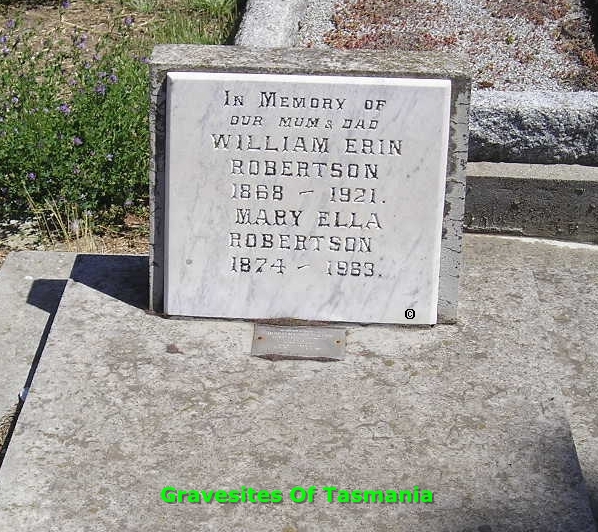 IN MEMORY OF
OUR MUM & DAD
WILLIAM ERIN
ROBERTSON
1868 - 1921.
MARY ELLA
ROBERTSON
1874 - 1963.
©
Gravesites Of Tasmania